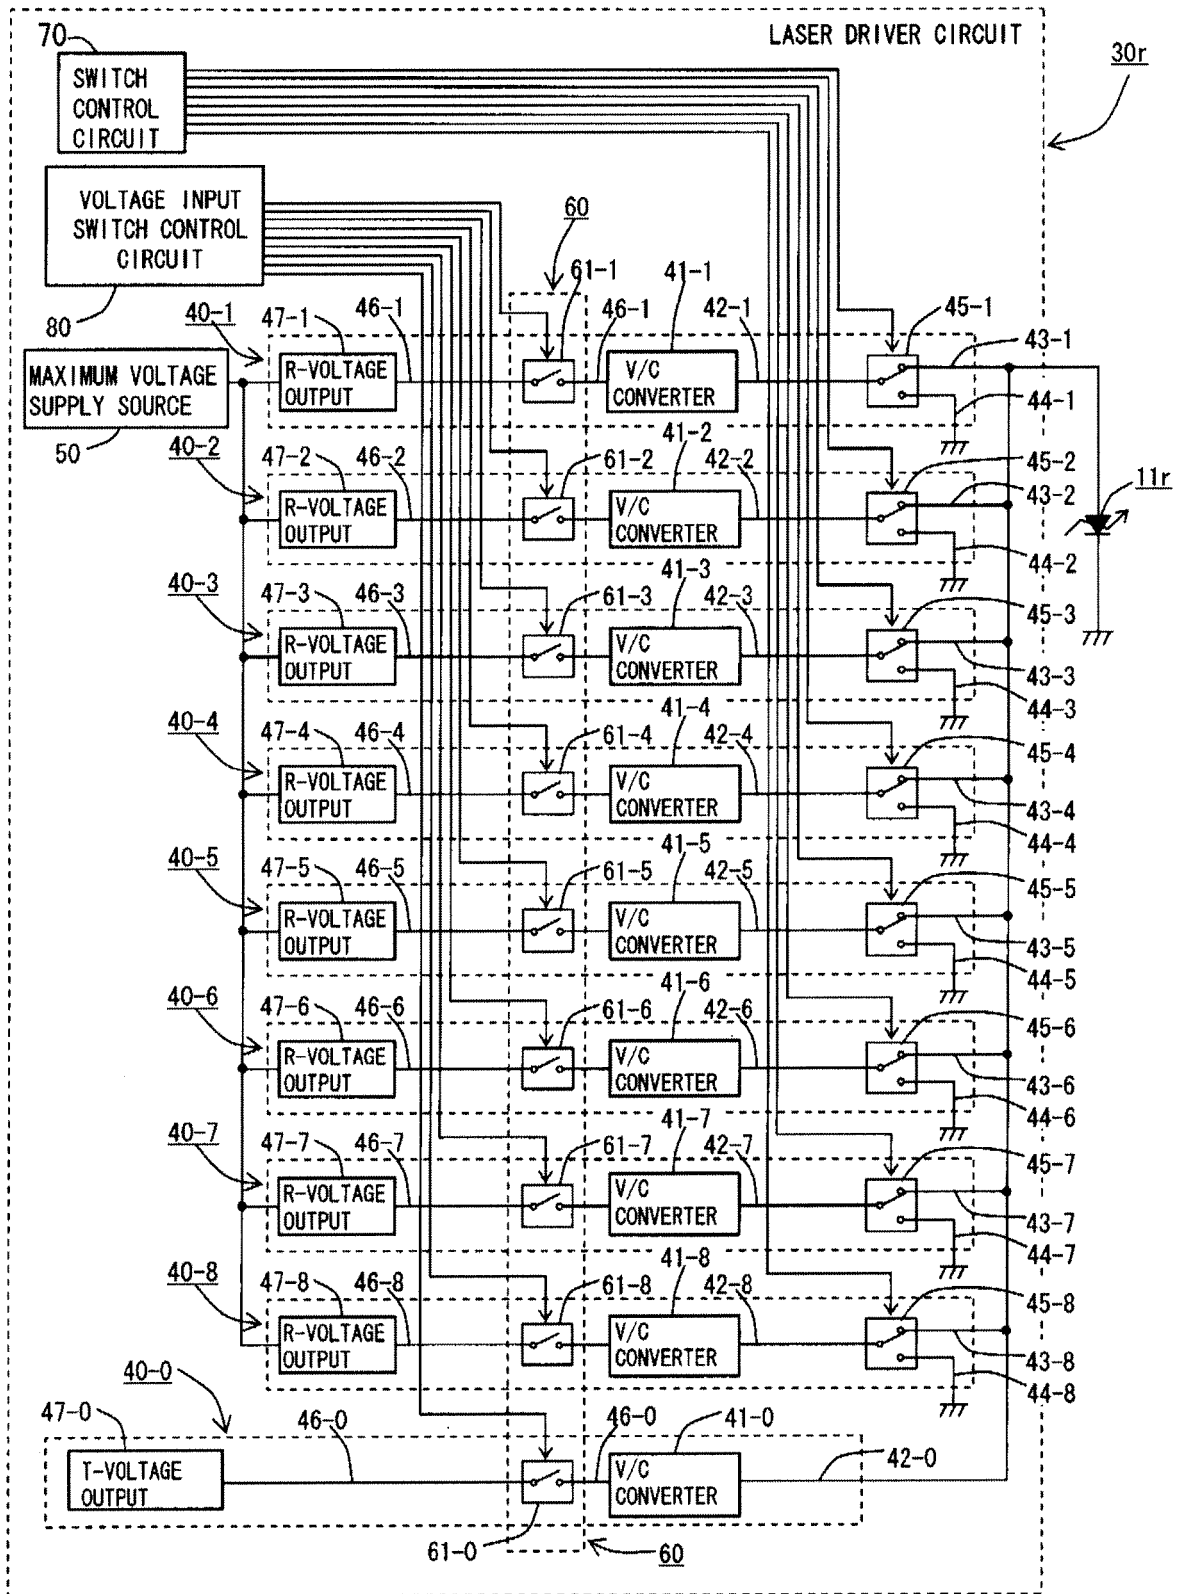 LASER DRIVER CIRCUIT
70
SWITCH
CONTROL
CIRCUIT
30r
VOLTAGE INPUT
SWITCH CONTROL
CIRCUIT
80
60
MAXIMUM VOLTAGE
SUPPLY SOURCE
50
40-1
47-1
46-1
61-1
46-1
41-1
42-1
45-1
43-1
44-1
R-VOLTAGE
OUTPUT
V/C
CONVERTER
11r
40-2
47-2
46-2
61-2
41-2
42-2
45-2
43-2
44-2
R-VOLTAGE
OUTPUT
V/C
CONVERTER
40-3
47-3
46-3
61-3
41-3
42-3
45-3
43-3
44-3
R-VOLTAGE
OUTPUT
V/C
CONVERTER
40-4
47-4
46-4
61-4
41-4
42-4
45-4
43-4
44-4
R-VOLTAGE
OUTPUT
V/C
CONVERTER
40-5
47-5
46-5
61-5
41-5
42-5
45-5
43-5
44-5
R-VOLTAGE
OUTPUT
V/C
CONVERTER
40-6
47-6
46-6
61-6
41-6
42-6
45-6
43-6
44-6
R-VOLTAGE
OUTPUT
V/C
CONVERTER
40-7
47-7
46-7
61-7
41-7
42-7
45-7
43-7
44-7
R-VOLTAGE
OUTPUT
V/C
CONVERTER
40-8
47-8
46-8
61-8
41-8
42-8
45-8
43-8
44-8
R-VOLTAGE
OUTPUT
V/C
CONVERTER
40-0
47-0
46-0
46-0
41-0
42-0
T-VOLTAGE
OUTPUT
V/C
CONVERTER
61-0
60